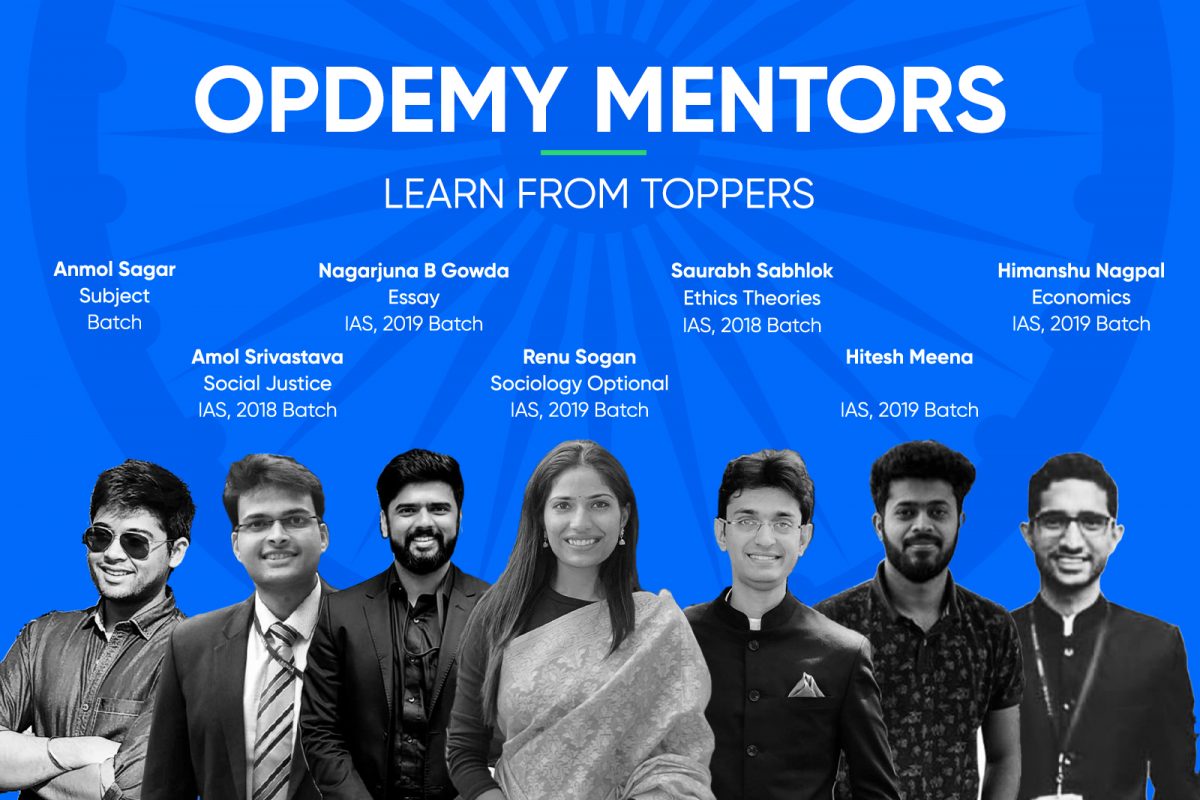 OPDEMY MENTORS
LEARN FROM TOPPERS
Anmol Sagar
Subject
Batch
Nagarjuna B Gowda
Essay
IAS, 2019 Batch
Saurabh Sabhlok
Ethics Theories
IAS, 2018 Batch
Himanshu Nagpal
Economics
IAS, 2019 Batch
Amol Srivastava
Social Justice
IAS, 2018 Batch
Renu Sogan
Sociology Optional
IAS, 2019 Batch
Hitesh Meena
IAS, 2019 Batch